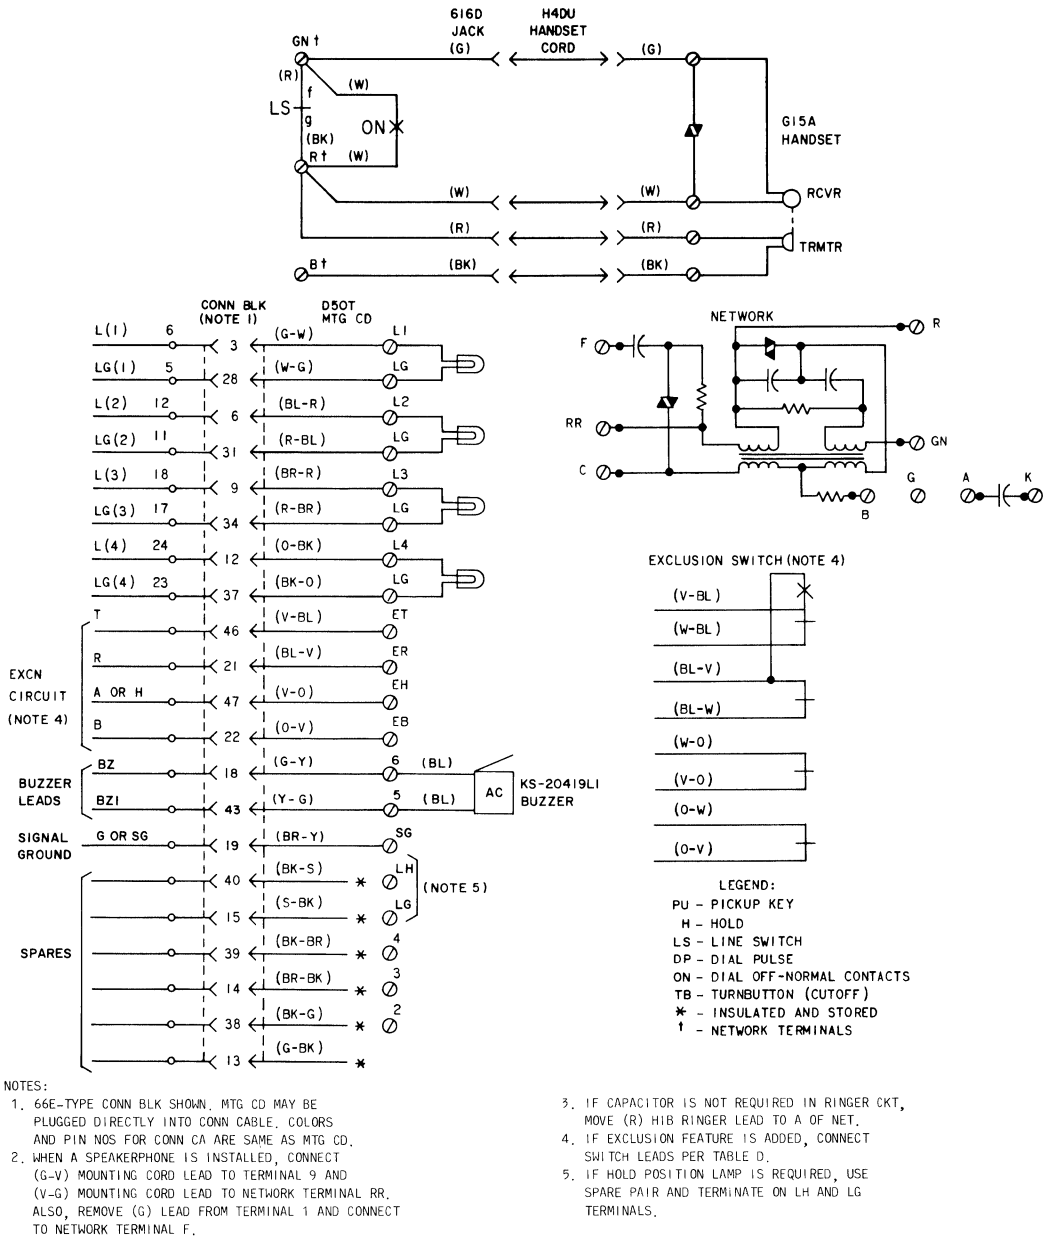 616D JACK
H4DU HANDSET CORD
GN †
(G)
(G)
(R)
(W)
f
LS
g
ON
(BK)
R †
(W)
G15A HANDSET
(W)
(W)
RCVR
(R)
(R)
TRMTR
B †
(BK)
(BK)
CONN BLK (NOTE 1)
D50T MTG CD
L(1) 6 3 (G-W) L1
LG(1) 5 28 (W-G) LG
L(2) 12 6 (BL-R) L2
LG(2) 11 31 (R-BL) LG
L(3) 18 9 (BR-R) L3
LG(3) 17 34 (R-BR) LG
L(4) 24 12 (O-BK) L4
LG(4) 23 37 (BK-O) LG
EXCN CIRCUIT (NOTE 4)
T 46 (V-BL) ET
R 21 (BL-V) ER
A OR H 47 (V-O) EH
B 22 (O-V) EB
BUZZER LEADS
BZ 18 (G-Y) 6 (BL)
BZ1 43 (Y-G) 5 (BL)
AC
KS-20419L1 BUZZER
SIGNAL GROUND
G OR SG 19 (BR-Y) SG
SPARES
40 (BK-S) * LH
15 (S-BK) * LG
(NOTE 5)
39 (BK-BR) * 4
14 (BR-BK) * 3
38 (BK-G) * 2
13 (G-BK) *
NETWORK
R
F
RR
GN
C
G
A
K
B
EXCLUSION SWITCH (NOTE 4)
(V-BL)
(W-BL)
(BL-V)
(BL-W)
(W-O)
(V-O)
(O-W)
(O-V)
LEGEND:
PU - PICKUP KEY
H - HOLD
LS - LINE SWITCH
DP - DIAL PULSE
ON - DIAL OFF-NORMAL CONTACTS
TB - TURNBUTTON (CUTOFF)
* - INSULATED AND STORED
† - NETWORK TERMINALS
NOTES:
1. 66E-TYPE CONN BLK SHOWN. MTG CD MAY BE
PLUGGED DIRECTLY INTO CONN CABLE. COLORS
AND PIN NOS FOR CONN CA ARE SAME AS MTG CD.
2. WHEN A SPEAKERPHONE IS INSTALLED, CONNECT
(G-V) MOUNTING CORD LEAD TO TERMINAL 9 AND
(V-G) MOUNTING CORD LEAD TO NETWORK TERMINAL RR.
ALSO, REMOVE (G) LEAD FROM TERMINAL 1 AND CONNECT
TO NETWORK TERMINAL F.
3. IF CAPACITOR IS NOT REQUIRED IN RINGER CKT,
MOVE (R) H1B RINGER LEAD TO A OF NET.
4. IF EXCLUSION FEATURE IS ADDED, CONNECT
SWITCH LEADS PER TABLE D.
5. IF HOLD POSITION LAMP IS REQUIRED, USE
SPARE PAIR AND TERMINATE ON LH AND LG
TERMINALS.